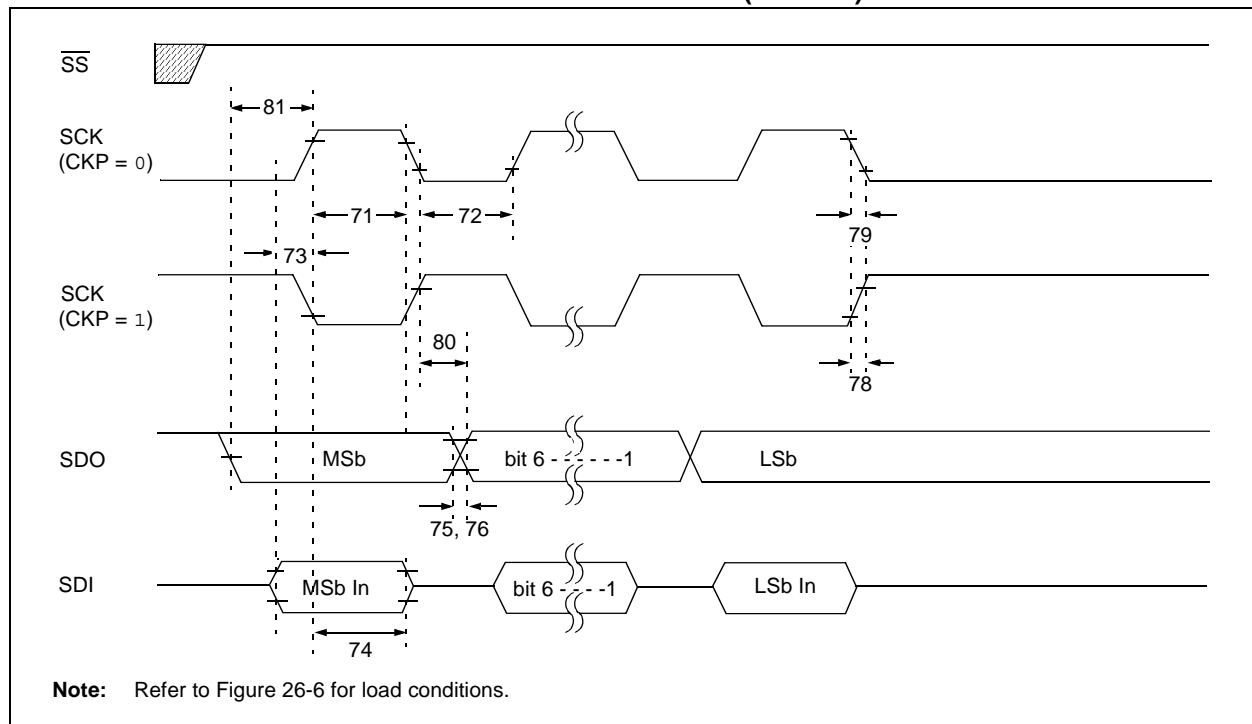 SS
81
SCK
(CKP = 0)
71
72
79
73
SCK
(CKP = 1)
80
78
SDO
MSb
bit 6 - - - - - -1
LSb
75, 76
SDI
MSb In
bit 6 - - - -1
LSb In
74
Note: Refer to Figure 26-6 for load conditions.